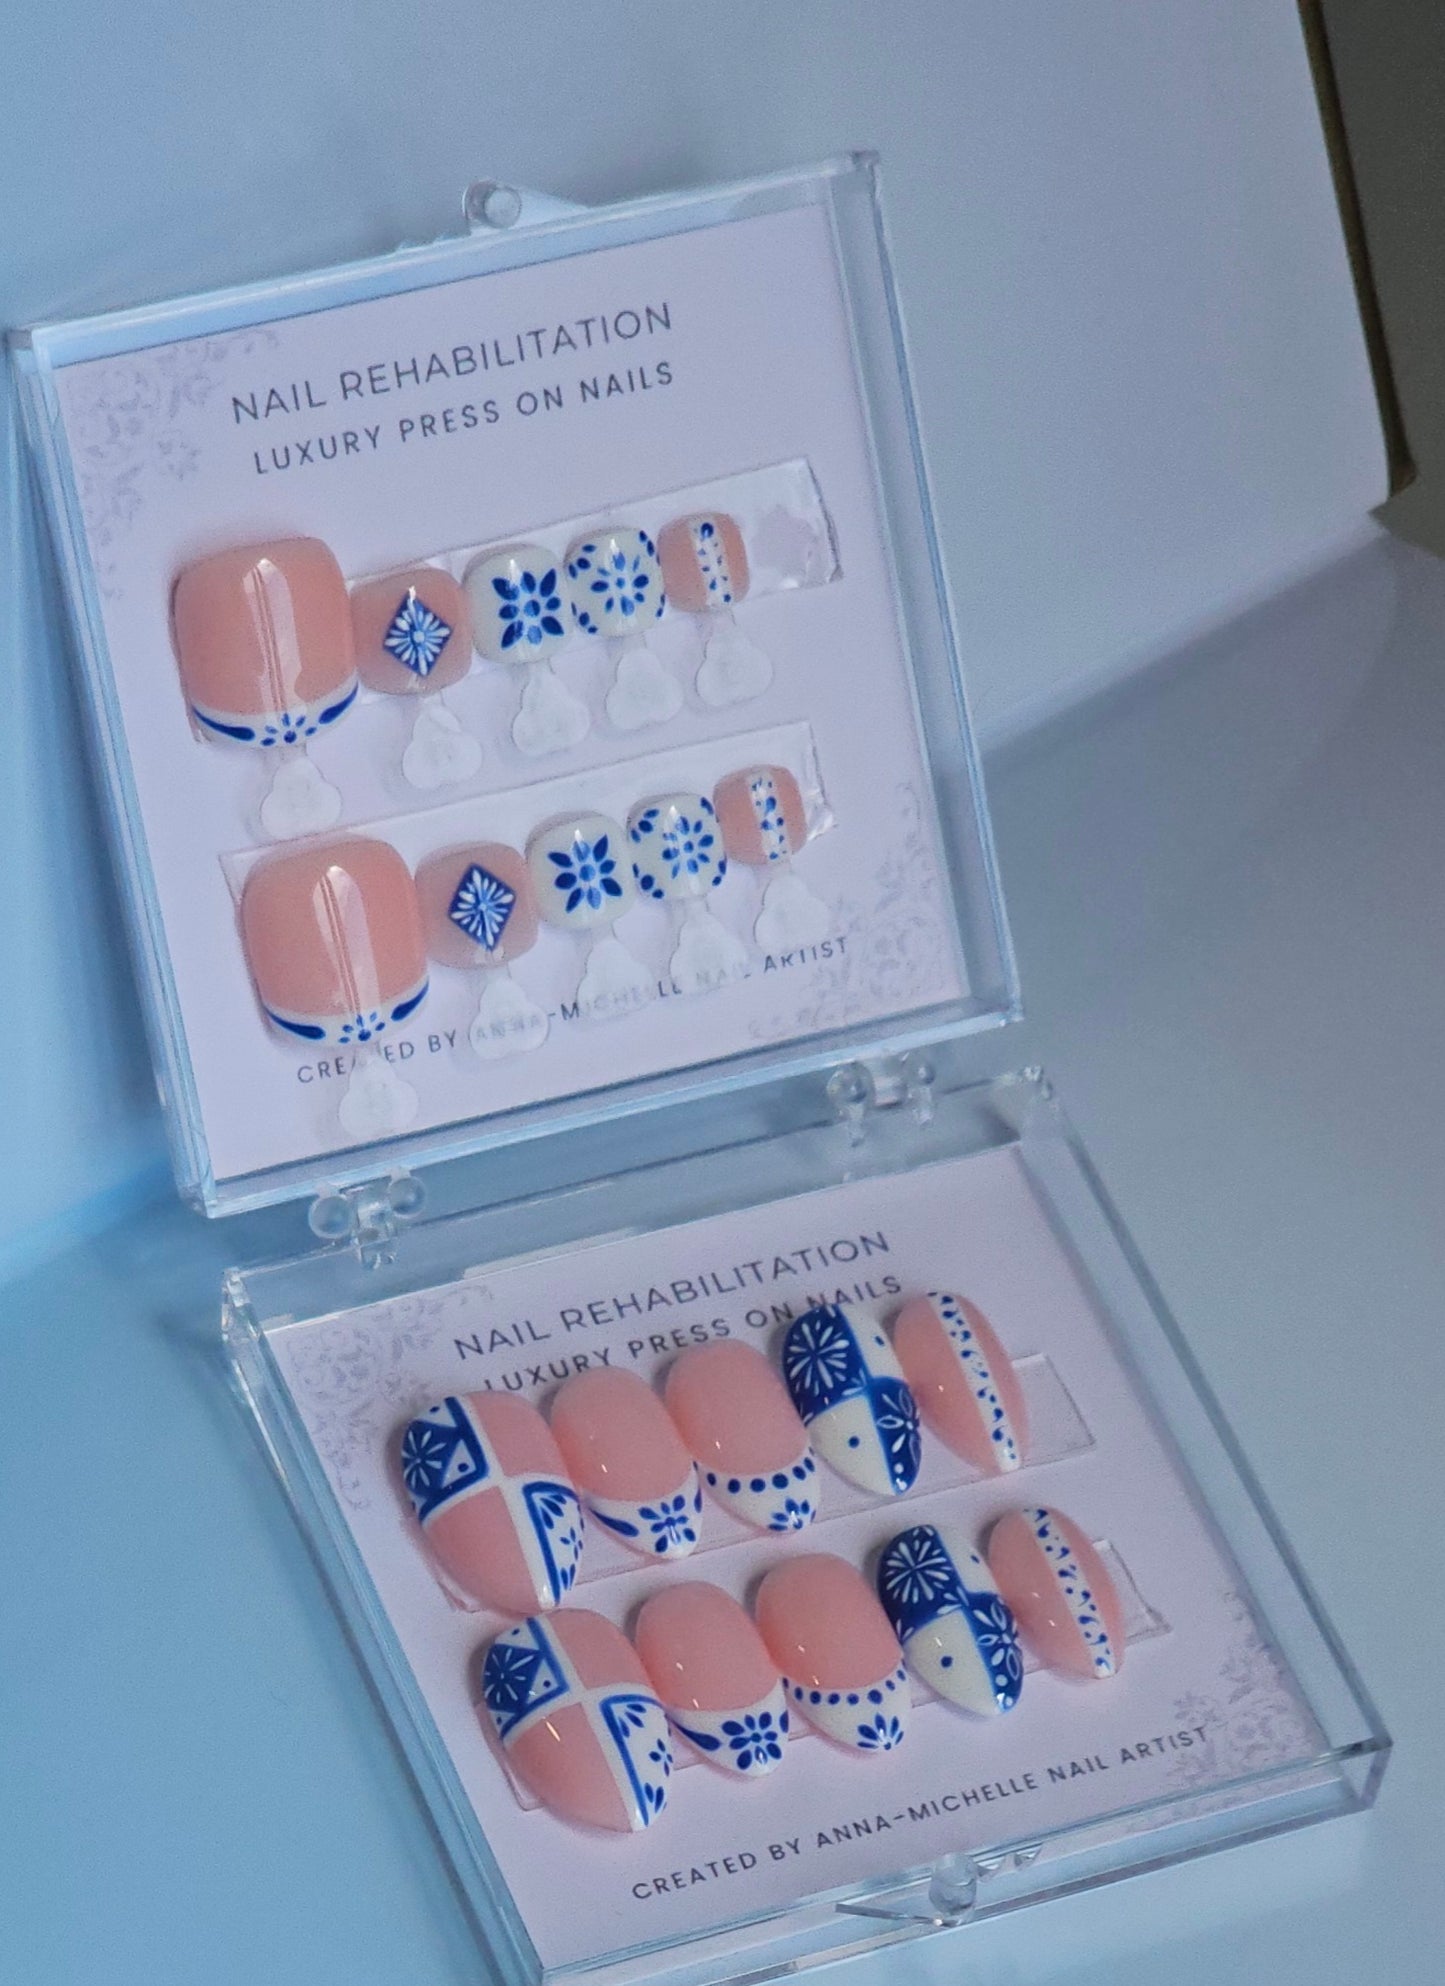 NAIL REHABILITATION
LUXURY PRESS ON NAILS
CREATED BY ANNA-MICHELLE NAIL ARTIST
NAIL REHABILITATION
LUXURY PRESS ON NAILS
CREATED BY ANNA-MICHELLE NAIL ARTIST